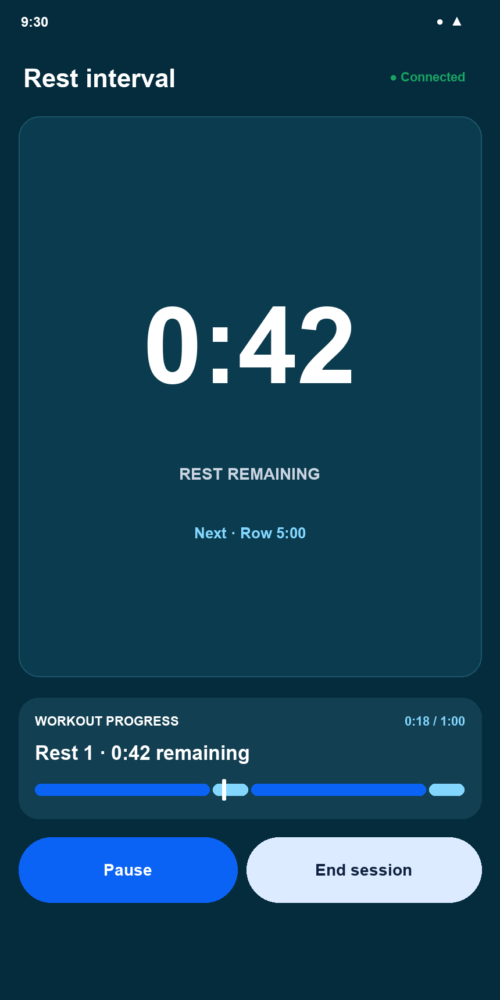 9:30
Rest interval
● Connected
0:42
REST REMAINING
Next · Row 5:00
WORKOUT PROGRESS
0:18 / 1:00
Rest 1 · 0:42 remaining
Pause
End session